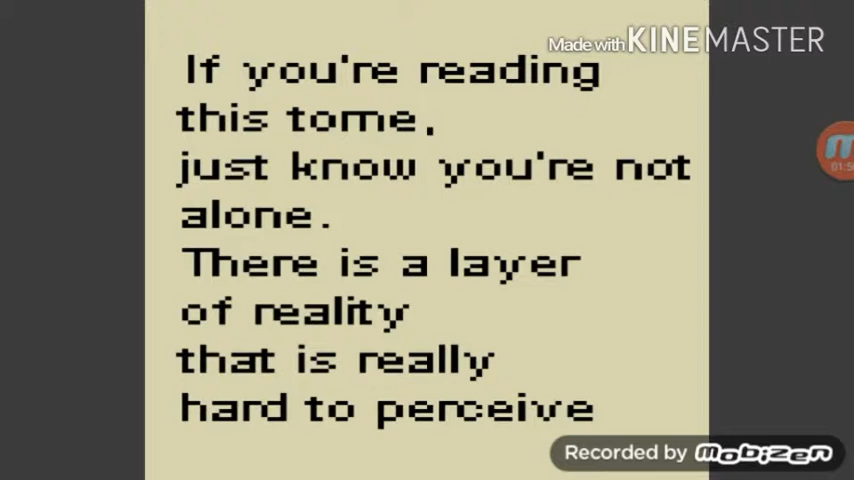 Made with KINEMASTER
If you're reading
this tome,
just know you're not
alone.
There is a layer
of reality
that is really
hard to perceive
Recorded by mobizen